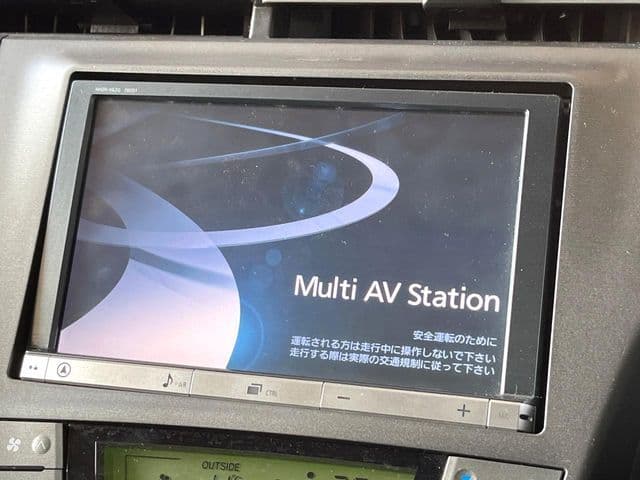 Multi AV Station
安全運転のために
運転される方は走行中に操作しないで下さい
走行する際は実際の交通規制に従って下さい
CTRL
OUTSIDE